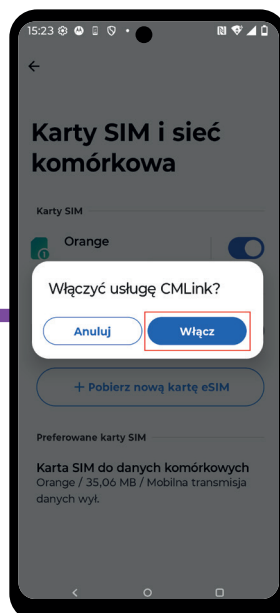 15:23
Karty SIM i sieć
komórkowa
Karty SIM
Orange
Włączyć usługę CMLink?
Anuluj
Włącz
+ Pobierz nową kartę eSIM
Preferowane karty SIM
Karta SIM do danych komórkowych
Orange / 35,06 MB / Mobilna transmisja
danych wył.